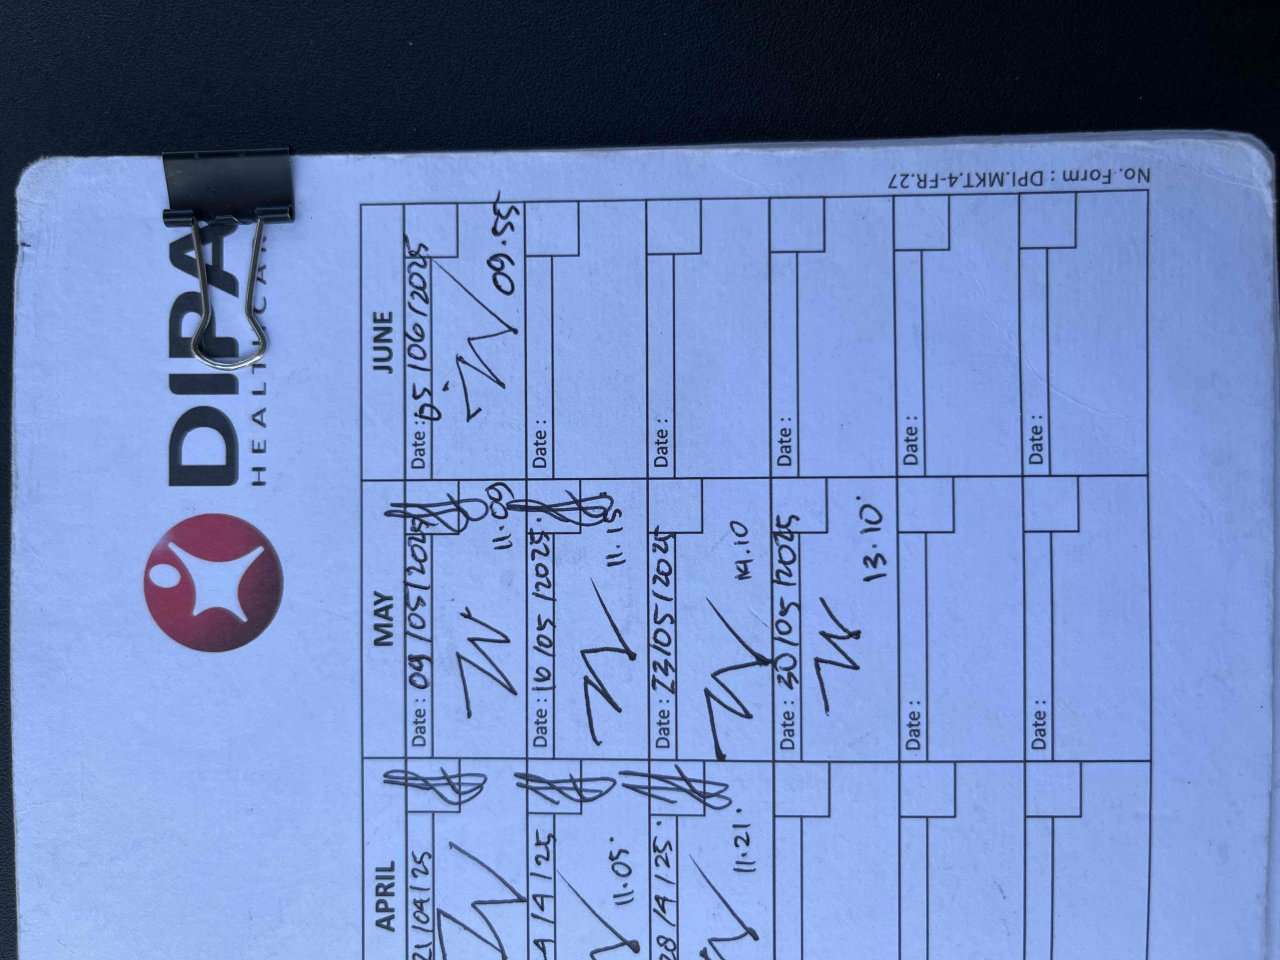 DIPA
No. Form : DPI.MKT.4-FR.27
APRIL
MAY
JUNE
21/04/25
Date : 09/05/2025
11.09
Date : 05/06/2025
09.55
/4/25
11.05.
Date : 16/05/2025.
11.15
Date :
28/4/25.
11.21.
Date : 23/05/2025
14.10
Date :
Date : 30/05/2025
13.10.
Date :
Date :
Date :
Date :
Date :